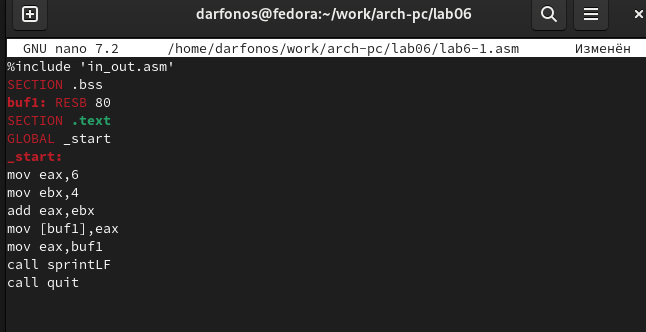 darfonos@fedora:~/work/arch-pc/lab06
GNU nano 7.2 /home/darfonos/work/arch-pc/lab06/lab6-1.asm Изменён
%include 'in_out.asm'
SECTION .bss
buf1: RESB 80
SECTION .text
GLOBAL _start
_start:
mov eax,6
mov ebx,4
add eax,ebx
mov [buf1],eax
mov eax,buf1
call sprintLF
call quit